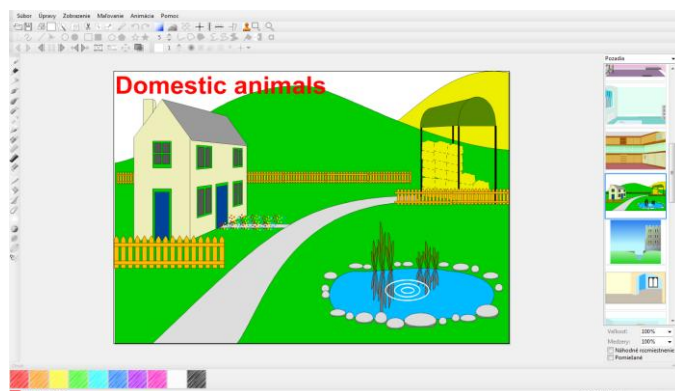 Súbor Úpravy Zobrazenie Maľovanie Animácia Pomoc
Pozadia
Domestic animals
Veľkosť: 100%
Medzery: 100%
Náhodné rozmiestnenie
Pomiešané